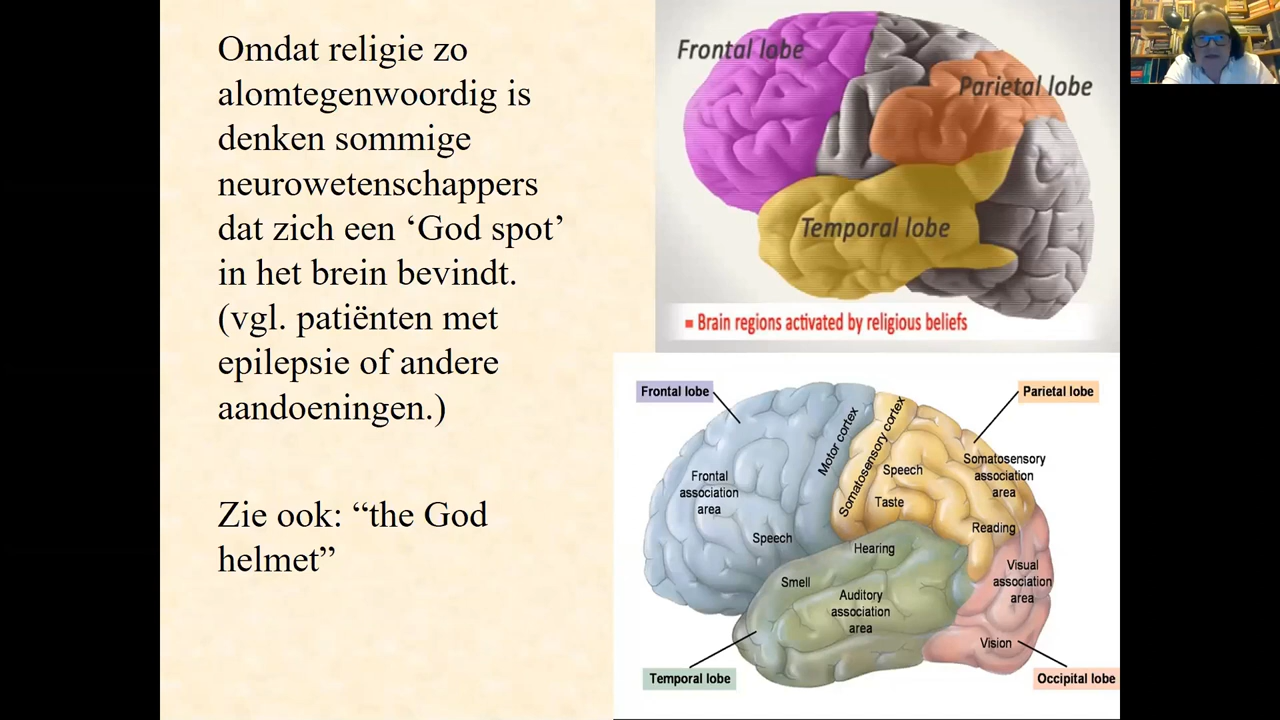 Omdat religie zo
alomtegenwoordig is
denken sommige
neurowetenschappers
dat zich een ‘God spot’
in het brein bevindt.
(vgl. patiënten met
epilepsie of andere
aandoeningen.)
Zie ook: “the God
helmet”
Frontal lobe
Parietal lobe
Temporal lobe
Brain regions activated by religious beliefs
Frontal lobe
Parietal lobe
Motor cortex
Somatosensory cortex
Frontal
association
area
Speech
Speech
Taste
Somatosensory
association
area
Reading
Hearing
Smell
Auditory
association
area
Visual
association
area
Vision
Temporal lobe
Occipital lobe